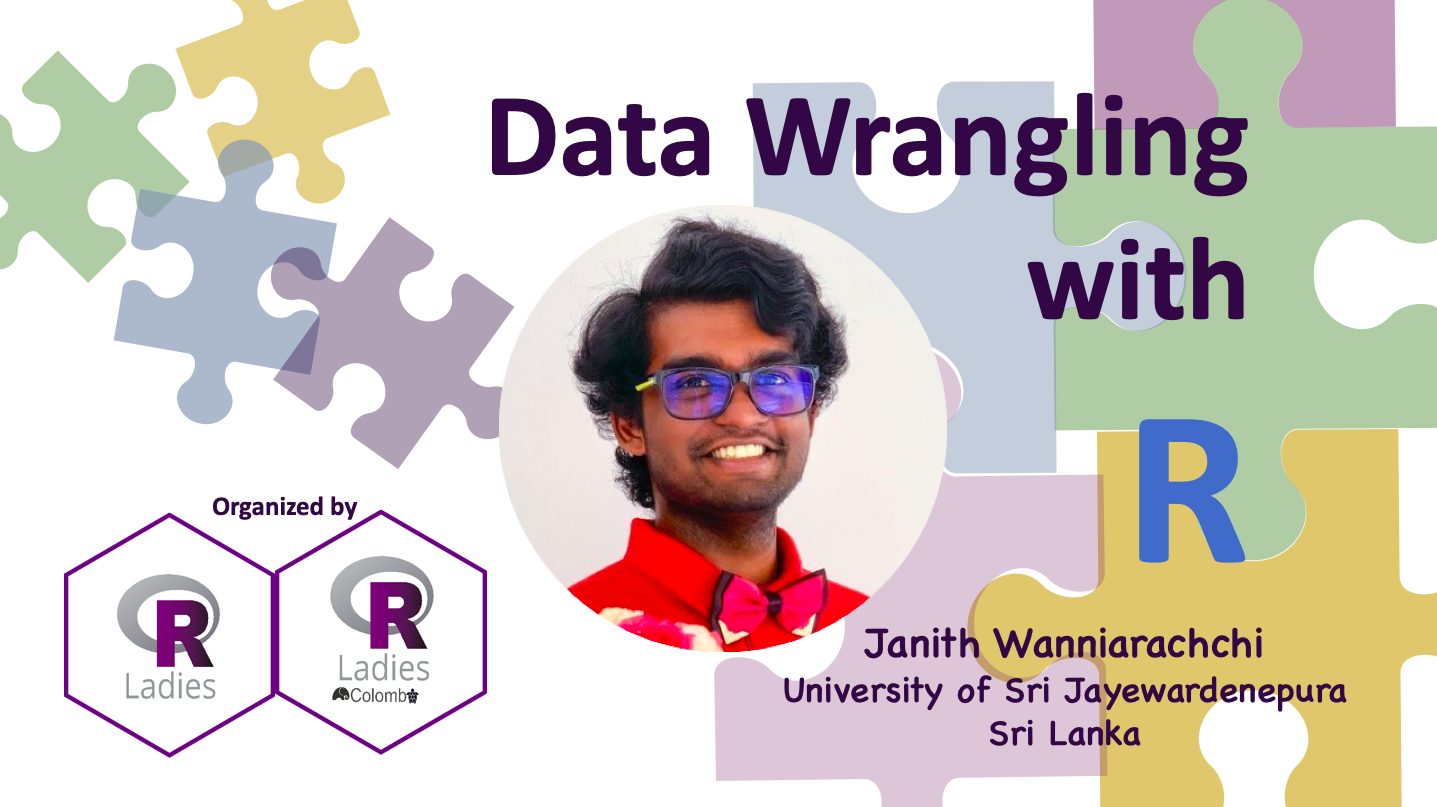 Data Wrangling
with
R
Organized by
R
Ladies
R
Ladies
Colombo
Janith Wanniarachchi
University of Sri Jayewardenepura
Sri Lanka